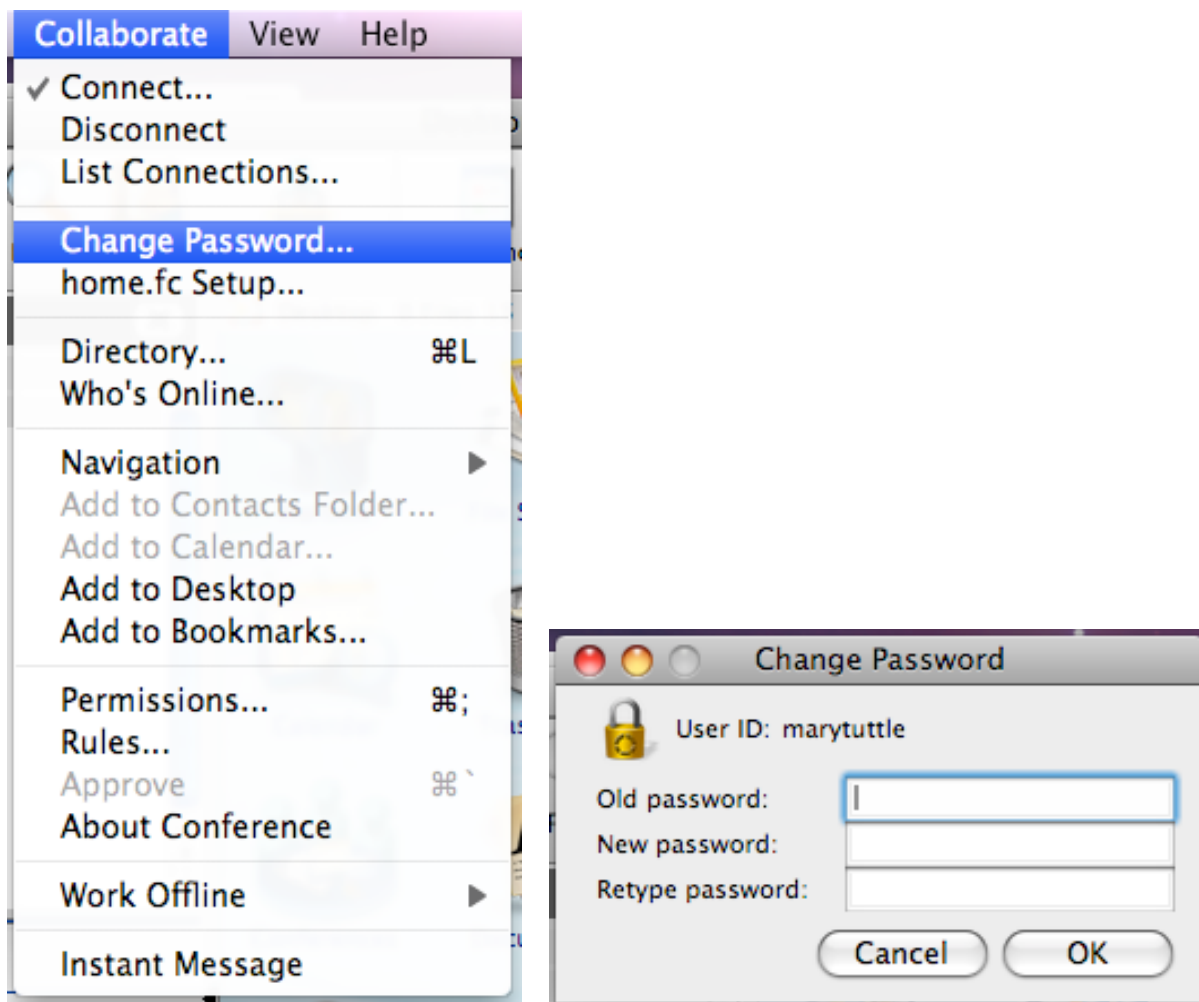 Collaborate View Help
✓ Connect...
Disconnect
List Connections...
Change Password...
home.fc Setup...
Directory... ⌘L
Who's Online...
Navigation ▶
Add to Contacts Folder...
Add to Calendar...
Add to Desktop
Add to Bookmarks...
Permissions... ⌘;
Rules...
Approve ⌘`
About Conference
Work Offline ▶
Instant Message
Change Password
User ID: marytuttle
Old password:
New password:
Retype password:
Cancel OK